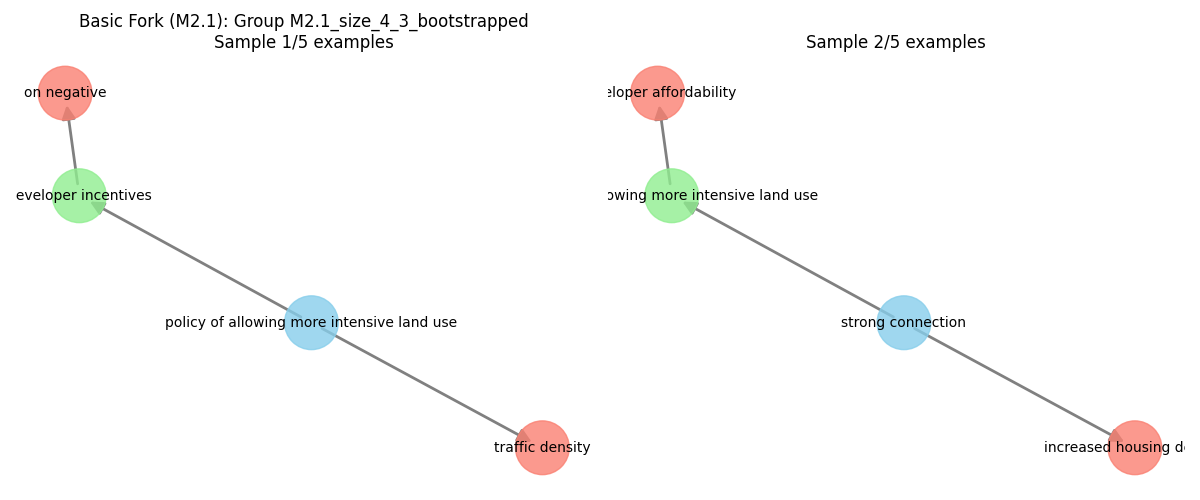 Basic Fork (M2.1): Group M2.1_size_4_3_bootstrapped
Sample 1/5 examples
on negative
eveloper incentives
policy of allowing more intensive land use
traffic density
Sample 2/5 examples
eloper affordability
owing more intensive land use
strong connection
increased housing de